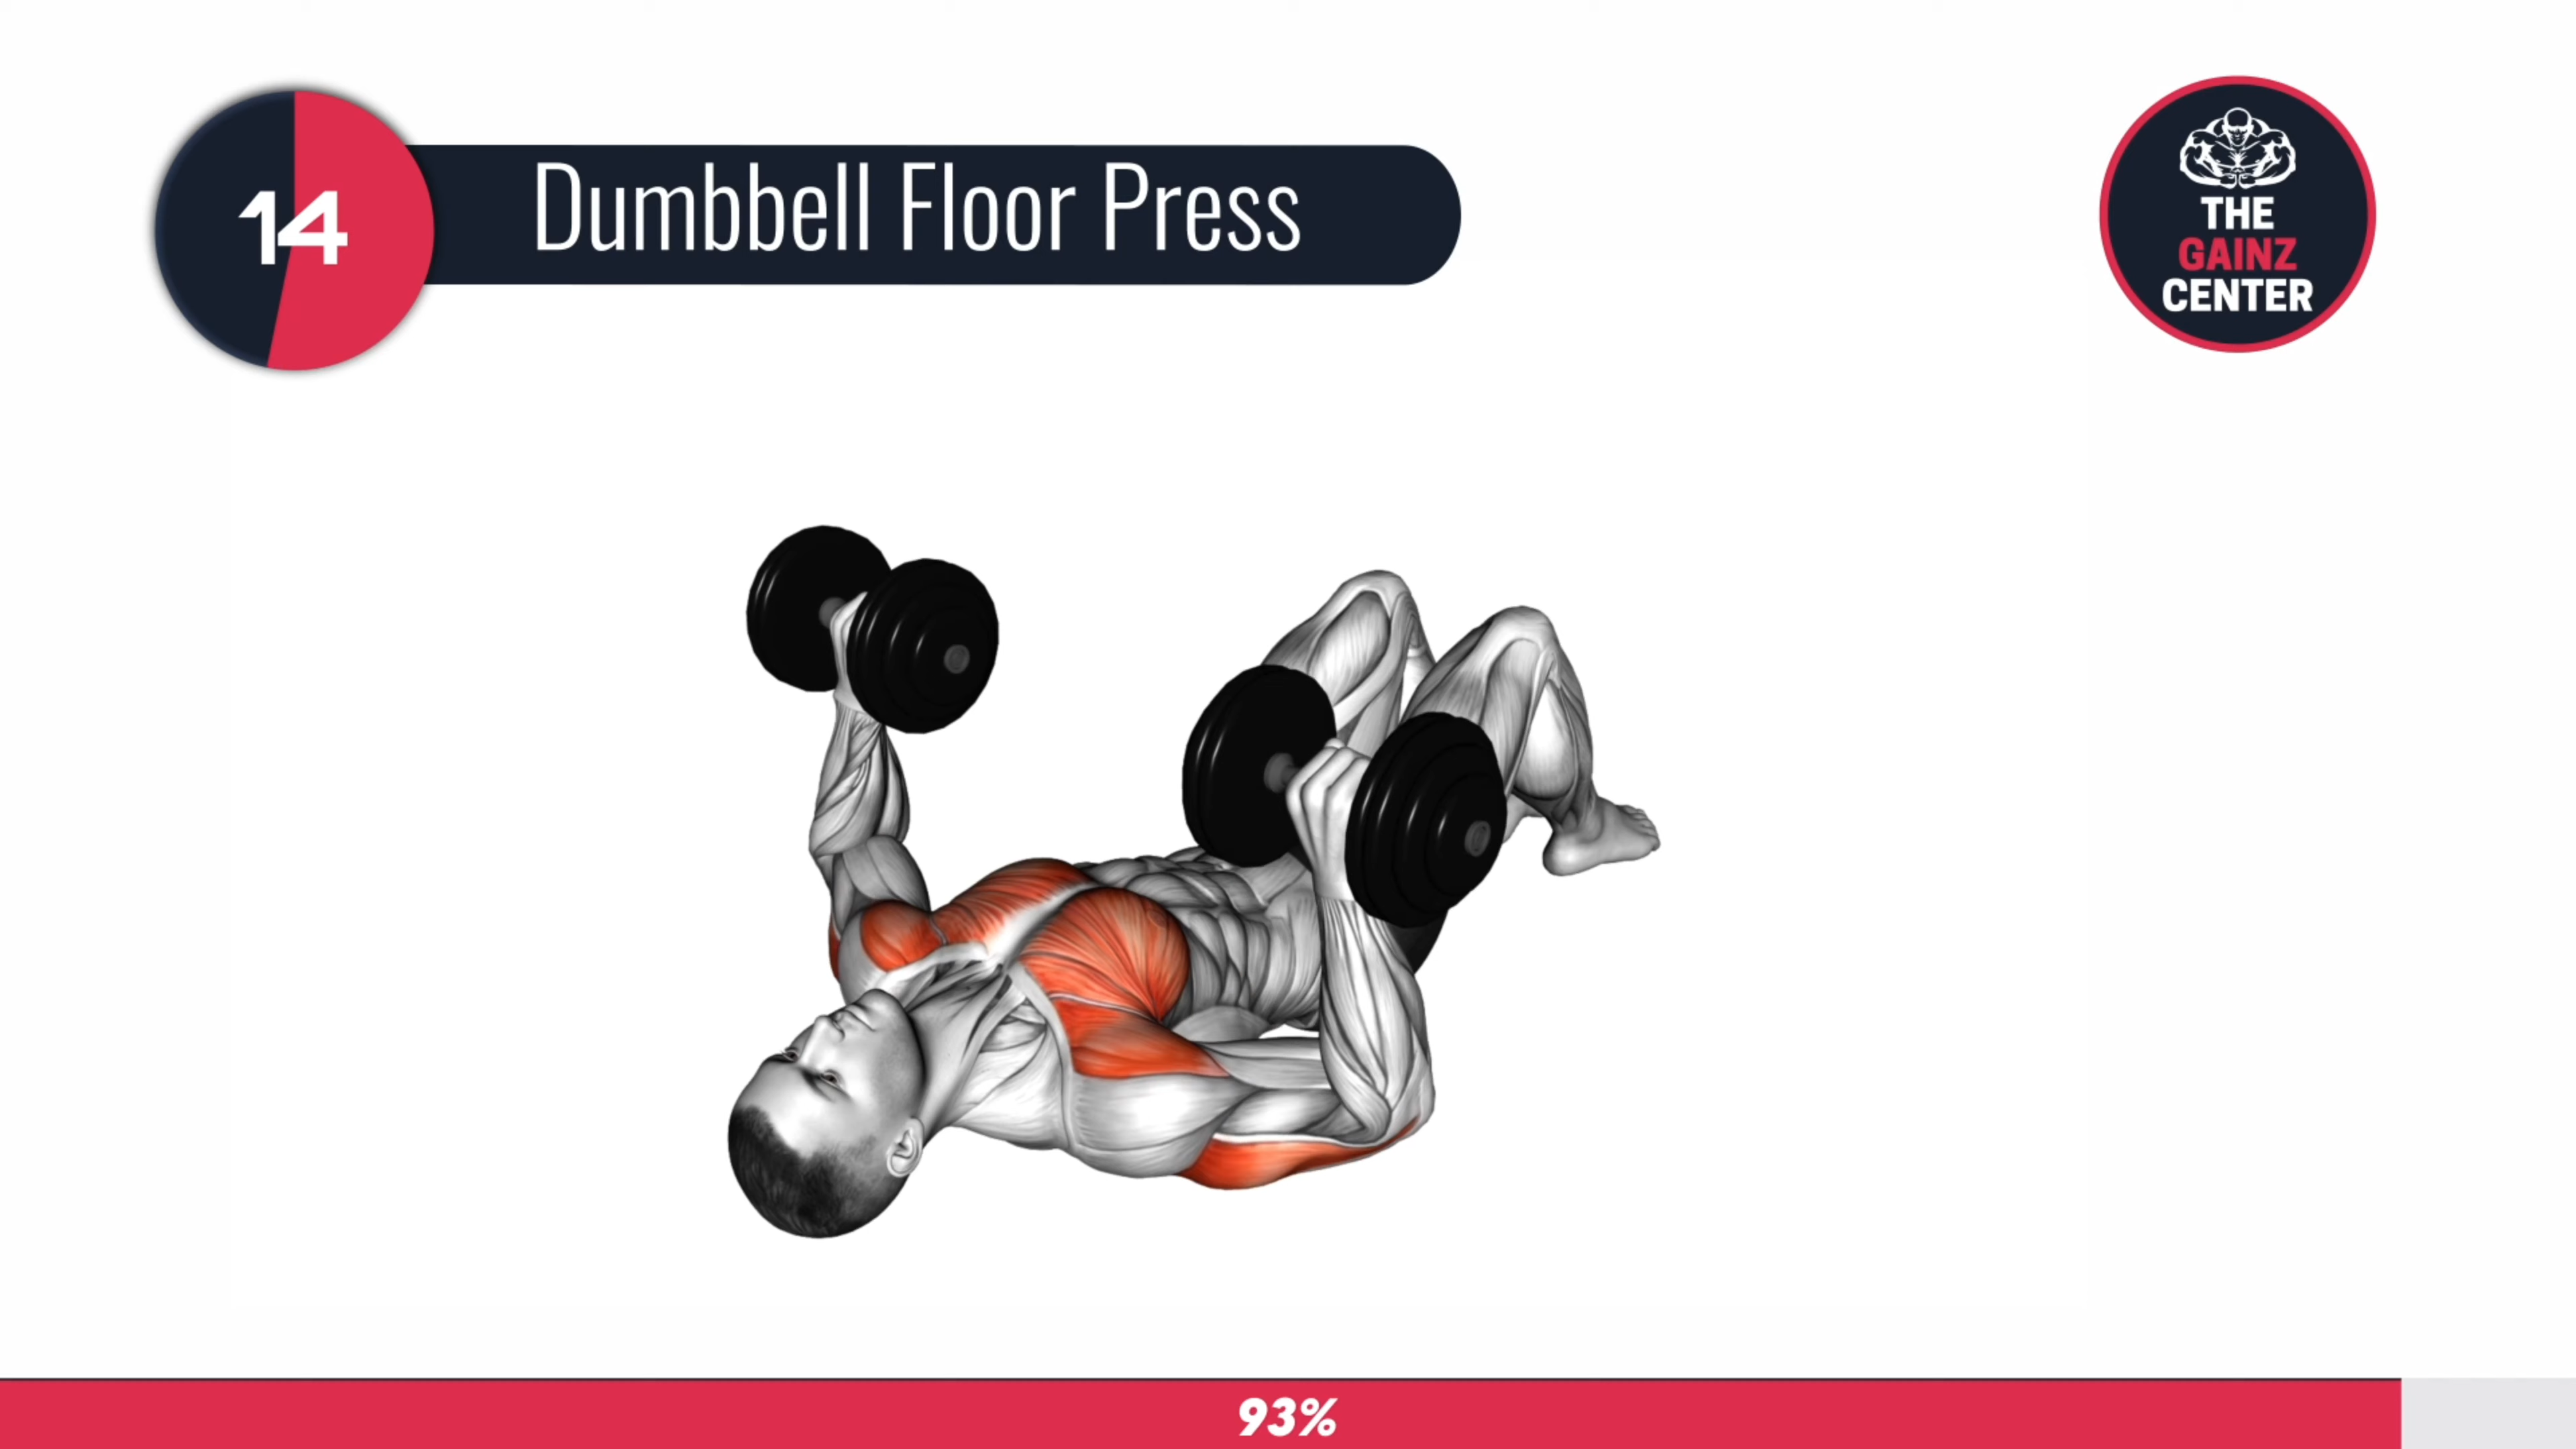 14
Dumbbell Floor Press
THE
GAINZ
CENTER
93%